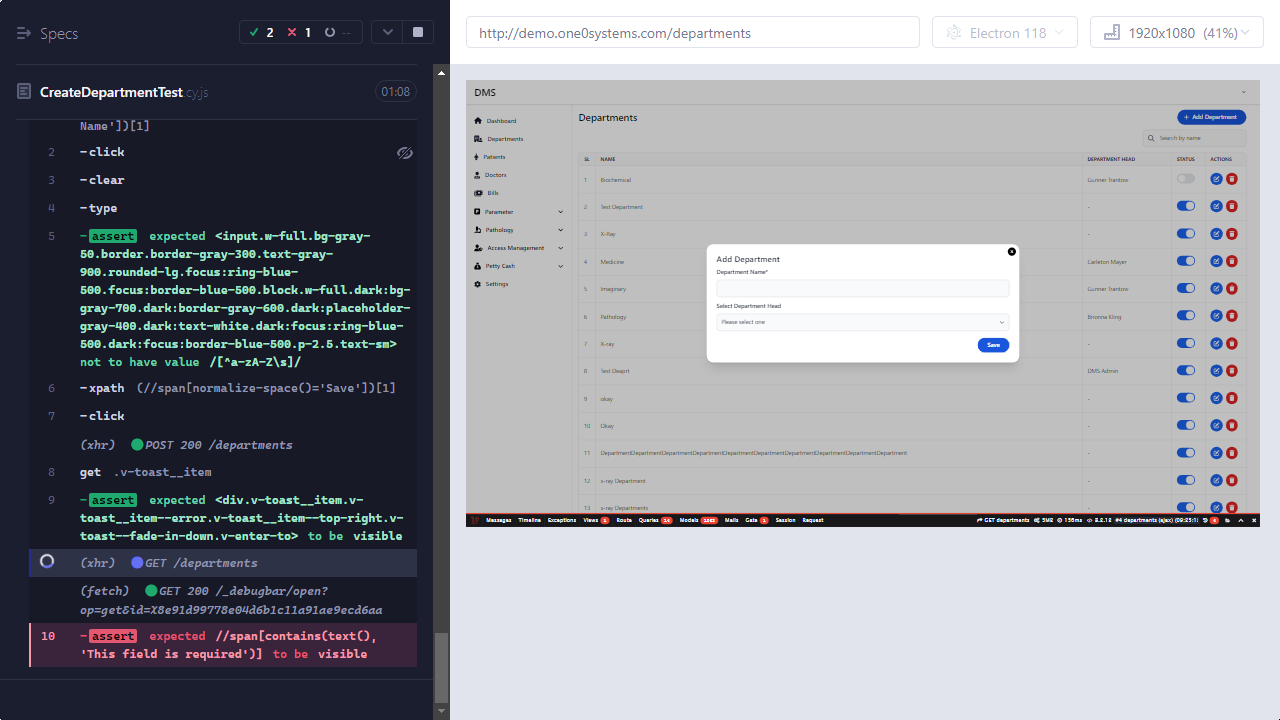 Specs
2
1
--
CreateDepartmentTest.cy.js
01:08
Name'])[1]
2 -click
3 -clear
4 -type
5 -assert expected <input.w-full.bg-gray-
50.border.border-gray-300.text-gray-
900.rounded-lg.focus:ring-blue-
500.focus:border-blue-500.block.w-full.dark:bg-
gray-700.dark:border-gray-600.dark:placeholder-
gray-400.dark:text-white.dark:focus:ring-blue-
500.dark:focus:border-blue-500.p-2.5.text-sm>
not to have value /[^a-zA-Z\s]/
6 -xpath (//span[normalize-space()='Save'])[1]
7 -click
(xhr) POST 200 /departments
8 get .v-toast__item
9 -assert expected <div.v-toast__item.v-
toast__item--error.v-toast__item--top-right.v-
toast--fade-in-down.v-enter-to> to be visible
(xhr) GET /departments
(fetch) GET 200 /_debugbar/open?
op=get&id=X8e91d99778e04d6b1c11a91ae9ecd6aa
10 -assert expected //span[contains(text(),
'This field is required')] to be visible
http://demo.one0systems.com/departments
Electron 118
1920x1080 (41%)
DMS
Dashboard
Departments
Patients
Doctors
Bills
Parameter
Pathology
Access Management
Petty Cash
Settings
Departments
+ Add Department
Search by name
SL NAME DEPARTMENT HEAD STATUS ACTIONS
1 Biochemical Gunner Trantow
2 Test Department -
3 X-Ray -
4 Medicine Carleton Mayer
5 Imaginary Gunner Trantow
6 Pathology Brionna Kling
7 X-ray -
8 Test Deaprt DMS Admin
9 okay -
10 Okay -
11 DepartmentDepartmentDepartmentDepartmentDepartmentDepartmentDepartmentDepartmentDepartmentDepartment -
12 x-ray Department -
13 x-ray Departments -
Add Department
Department Name*
Select Department Head
Please select one
Save
Messages Timeline Exceptions Views Route Queries Models Mails Gate Session Request
GET departments